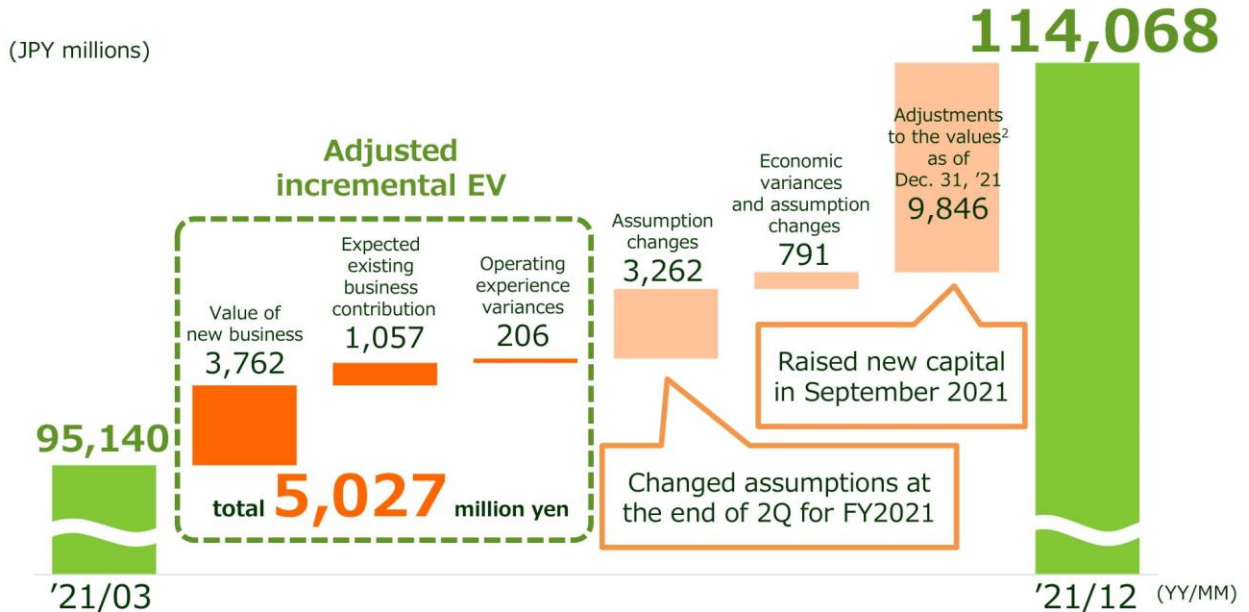 (JPY millions)
114,068
Adjusted
incremental EV
Value of
new business
3,762
Expected
existing
business
contribution
1,057
Operating
experience
variances
206
total 5,027 million yen
Assumption
changes
3,262
Economic
variances
and assumption
changes
791
Adjustments
to the values²
as of
Dec. 31, ’21
9,846
Raised new capital
in September 2021
Changed assumptions at
the end of 2Q for FY2021
95,140
’21/03
’21/12
(YY/MM)